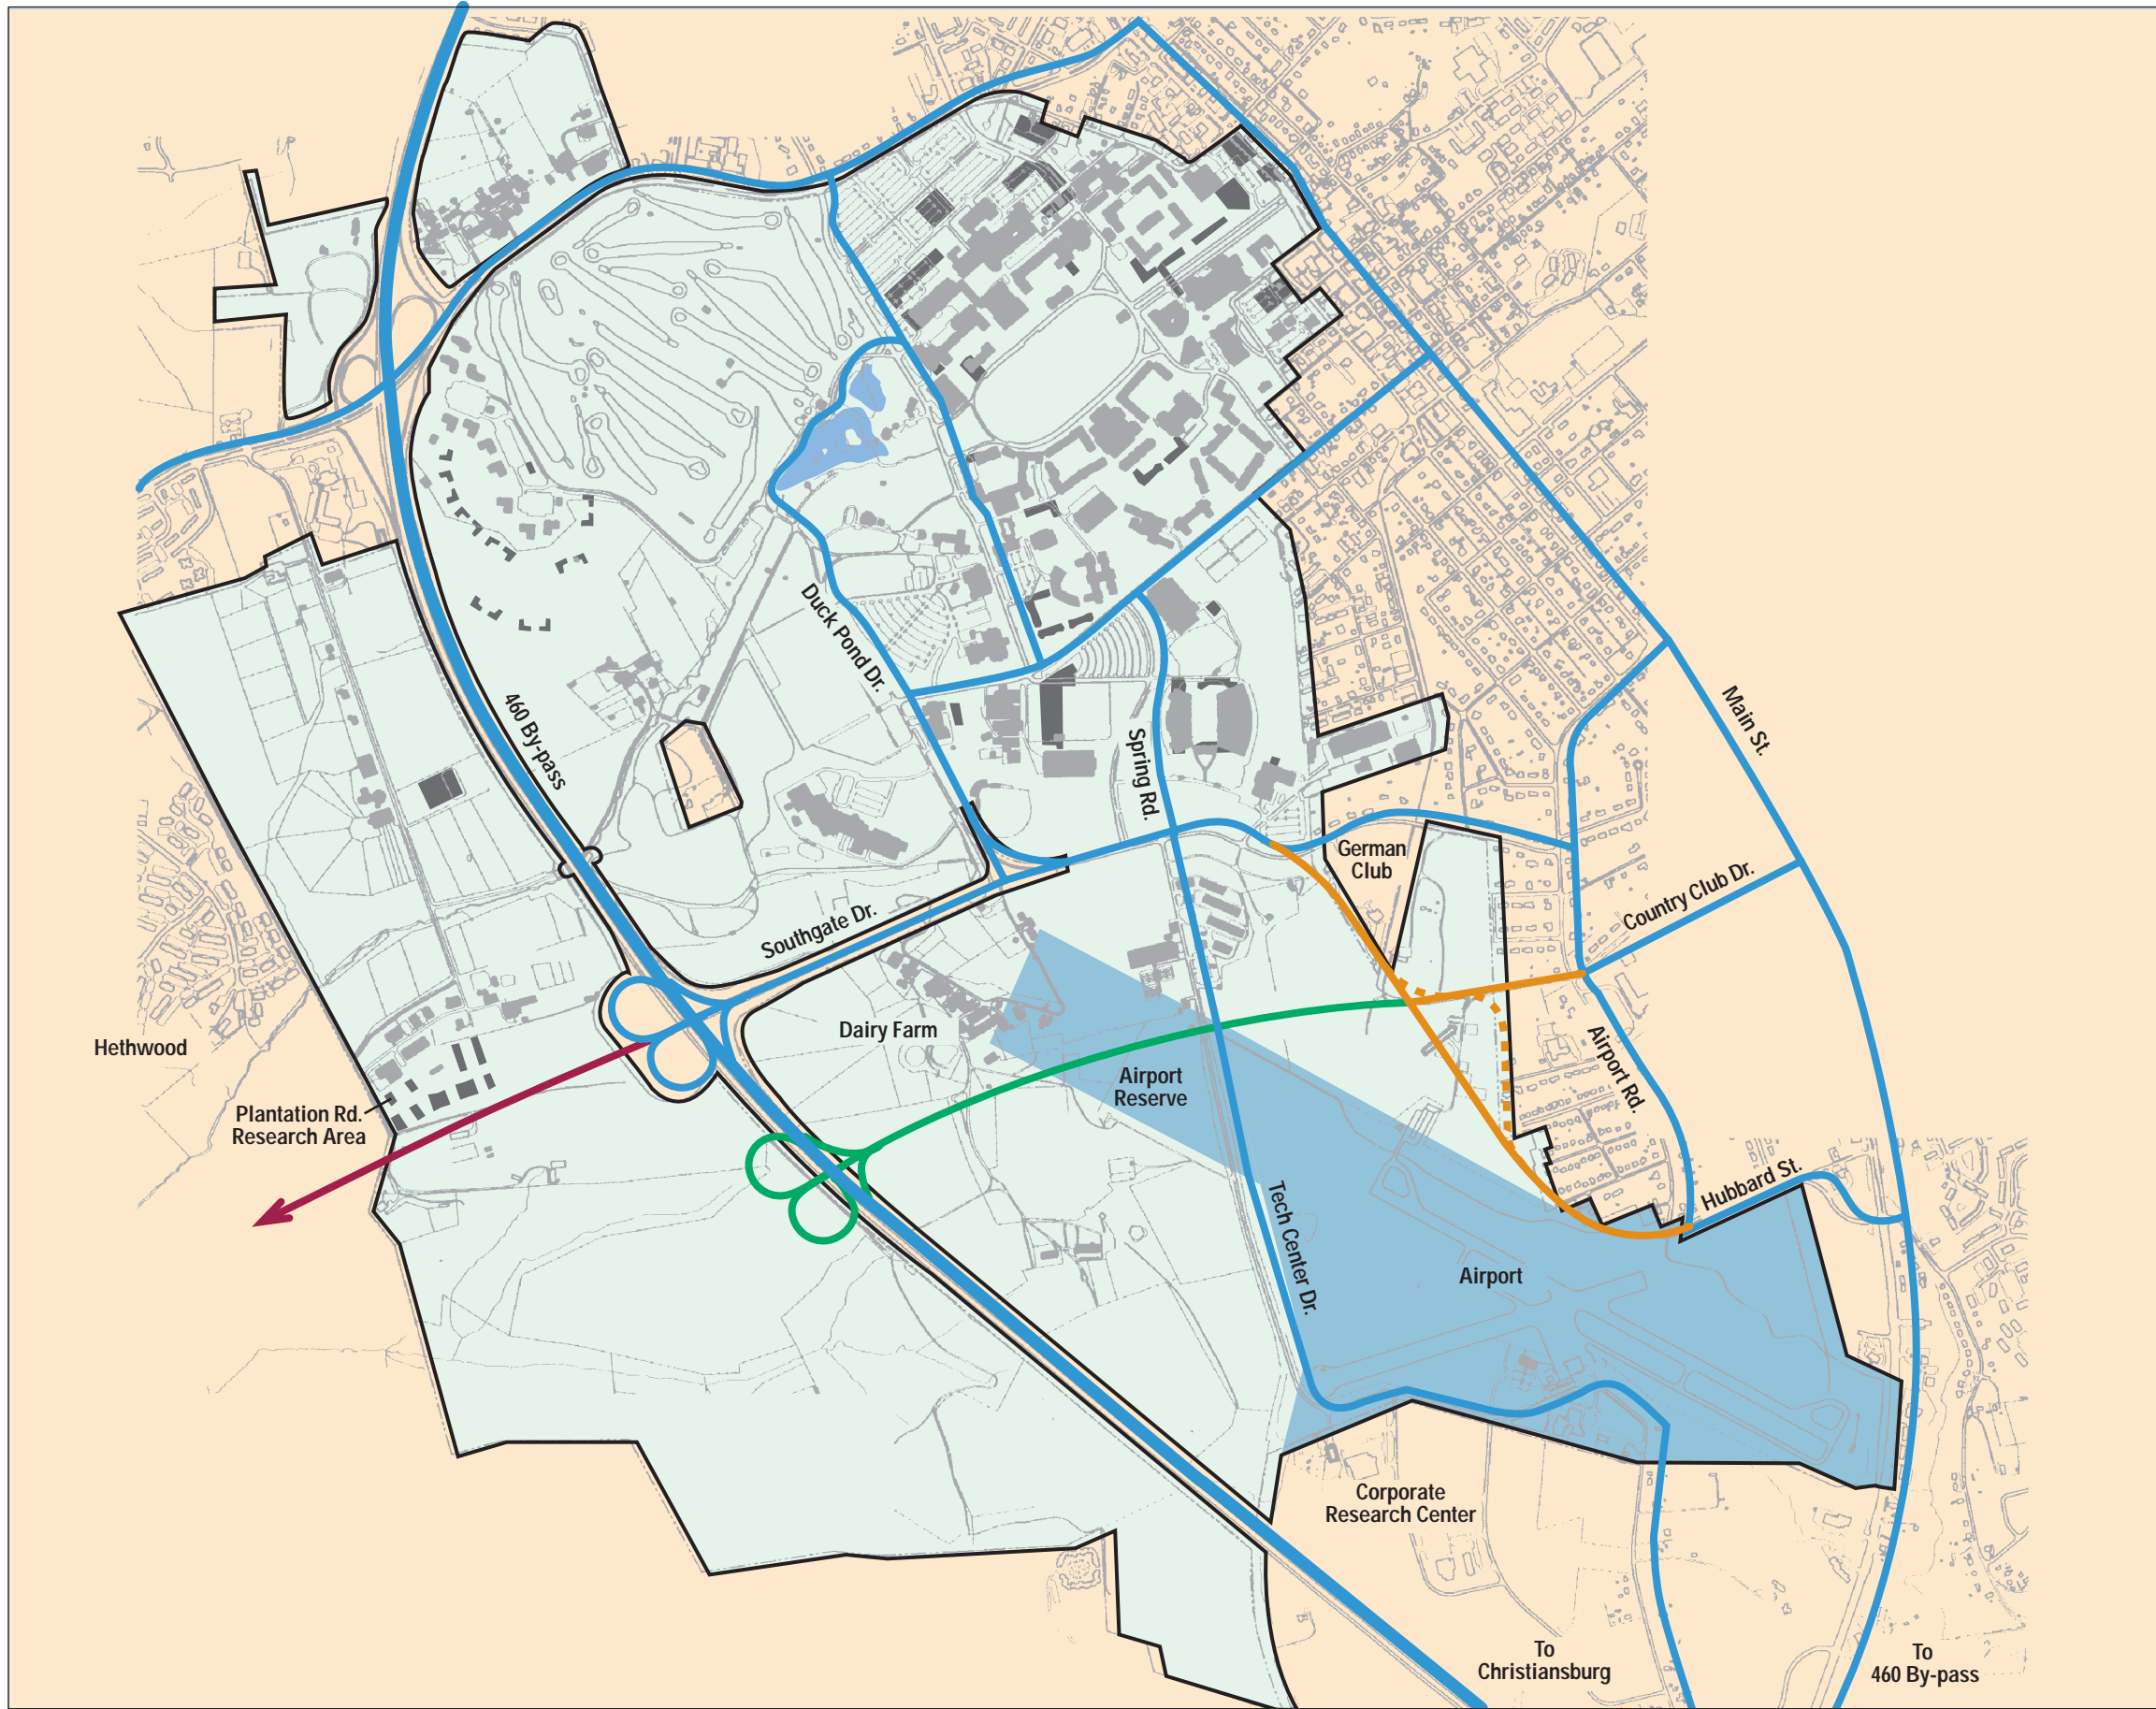 Duck Pond Dr.
460 By-pass
Main St.
Spring Rd.
German
Club
Country Club Dr.
Southgate Dr.
Dairy Farm
Hethwood
Airport
Reserve
Airport Rd.
Plantation Rd.
Research Area
Hubbard St.
Tech Center Dr.
Airport
Corporate
Research Center
To
Christiansburg
To
460 By-pass